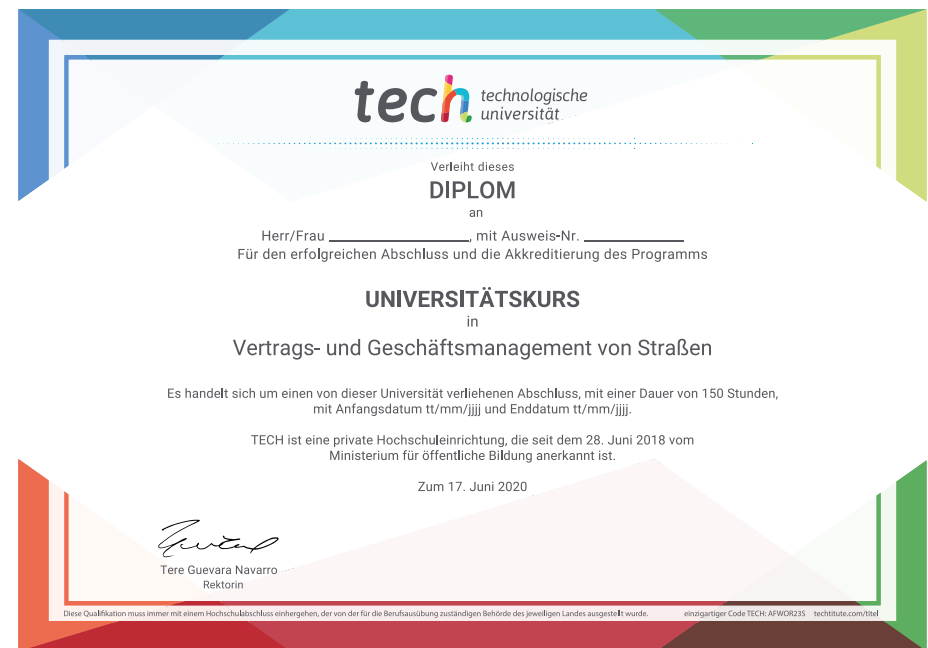 tech technologische
universität
Verleiht dieses
DIPLOM
an
Herr/Frau ____________, mit Ausweis-Nr. ____________
Für den erfolgreichen Abschluss und die Akkreditierung des Programms
UNIVERSITÄTSKURS
in
Vertrags- und Geschäftsmanagement von Straßen
Es handelt sich um einen von dieser Universität verliehenen Abschluss, mit einer Dauer von 150 Stunden,
mit Anfangsdatum tt/mm/jjjj und Enddatum tt/mm/jjjj.
TECH ist eine private Hochschuleinrichtung, die seit dem 28. Juni 2018 vom
Ministerium für öffentliche Bildung anerkannt ist.
Zum 17. Juni 2020
Tere Guevara Navarro
Rektorin
Diese Qualifikation muss immer mit einem Hochschulabschluss einhergehen, der von der für die Berufsausübung zuständigen Behörde des jeweiligen Landes ausgestellt wurde. einzigartiger Code TECH: AFWOR23S techtitute.com/titel